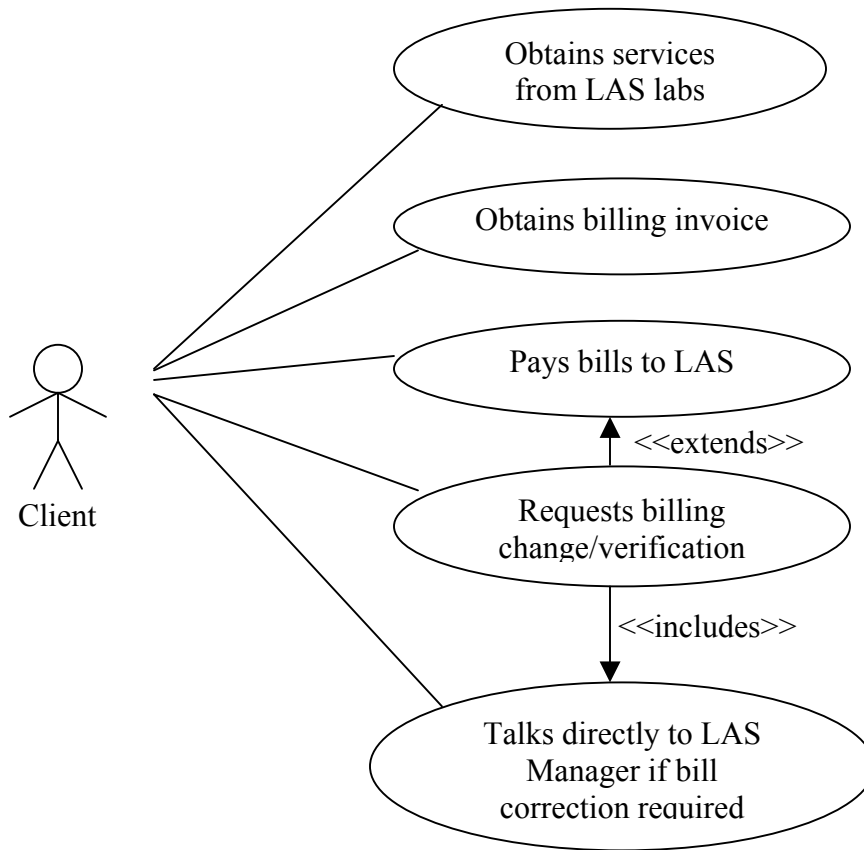 Obtains services
from LAS labs
Obtains billing invoice
Pays bills to LAS
<<extends>>
Client
Requests billing
change/verification
<<includes>>
Talks directly to LAS
Manager if bill
correction required